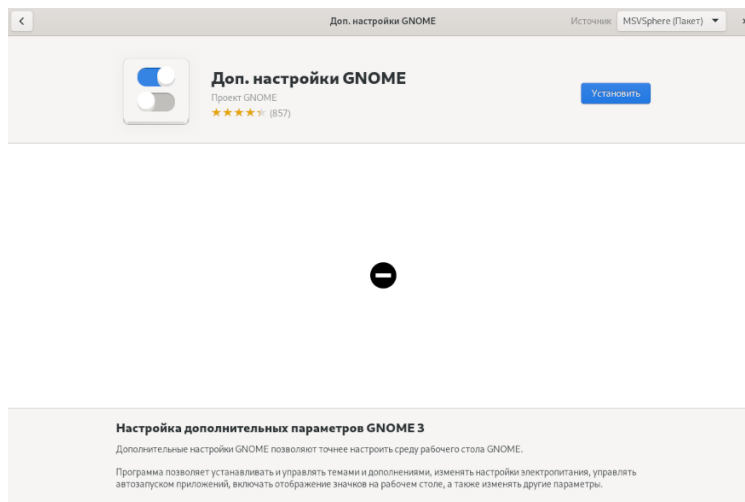 Доп. настройки GNOME
Источник MSVSphere (Пакет)
Доп. настройки GNOME
Проект GNOME
(857)
Установить
Настройка дополнительных параметров GNOME 3
Дополнительные настройки GNOME позволяют точнее настроить среду рабочего стола GNOME.
Программа позволяет устанавливать и управлять темами и дополнениями, изменять настройки электропитания, управлять
автозапуском приложений, включать отображение значков на рабочем столе, а также изменять другие параметры.